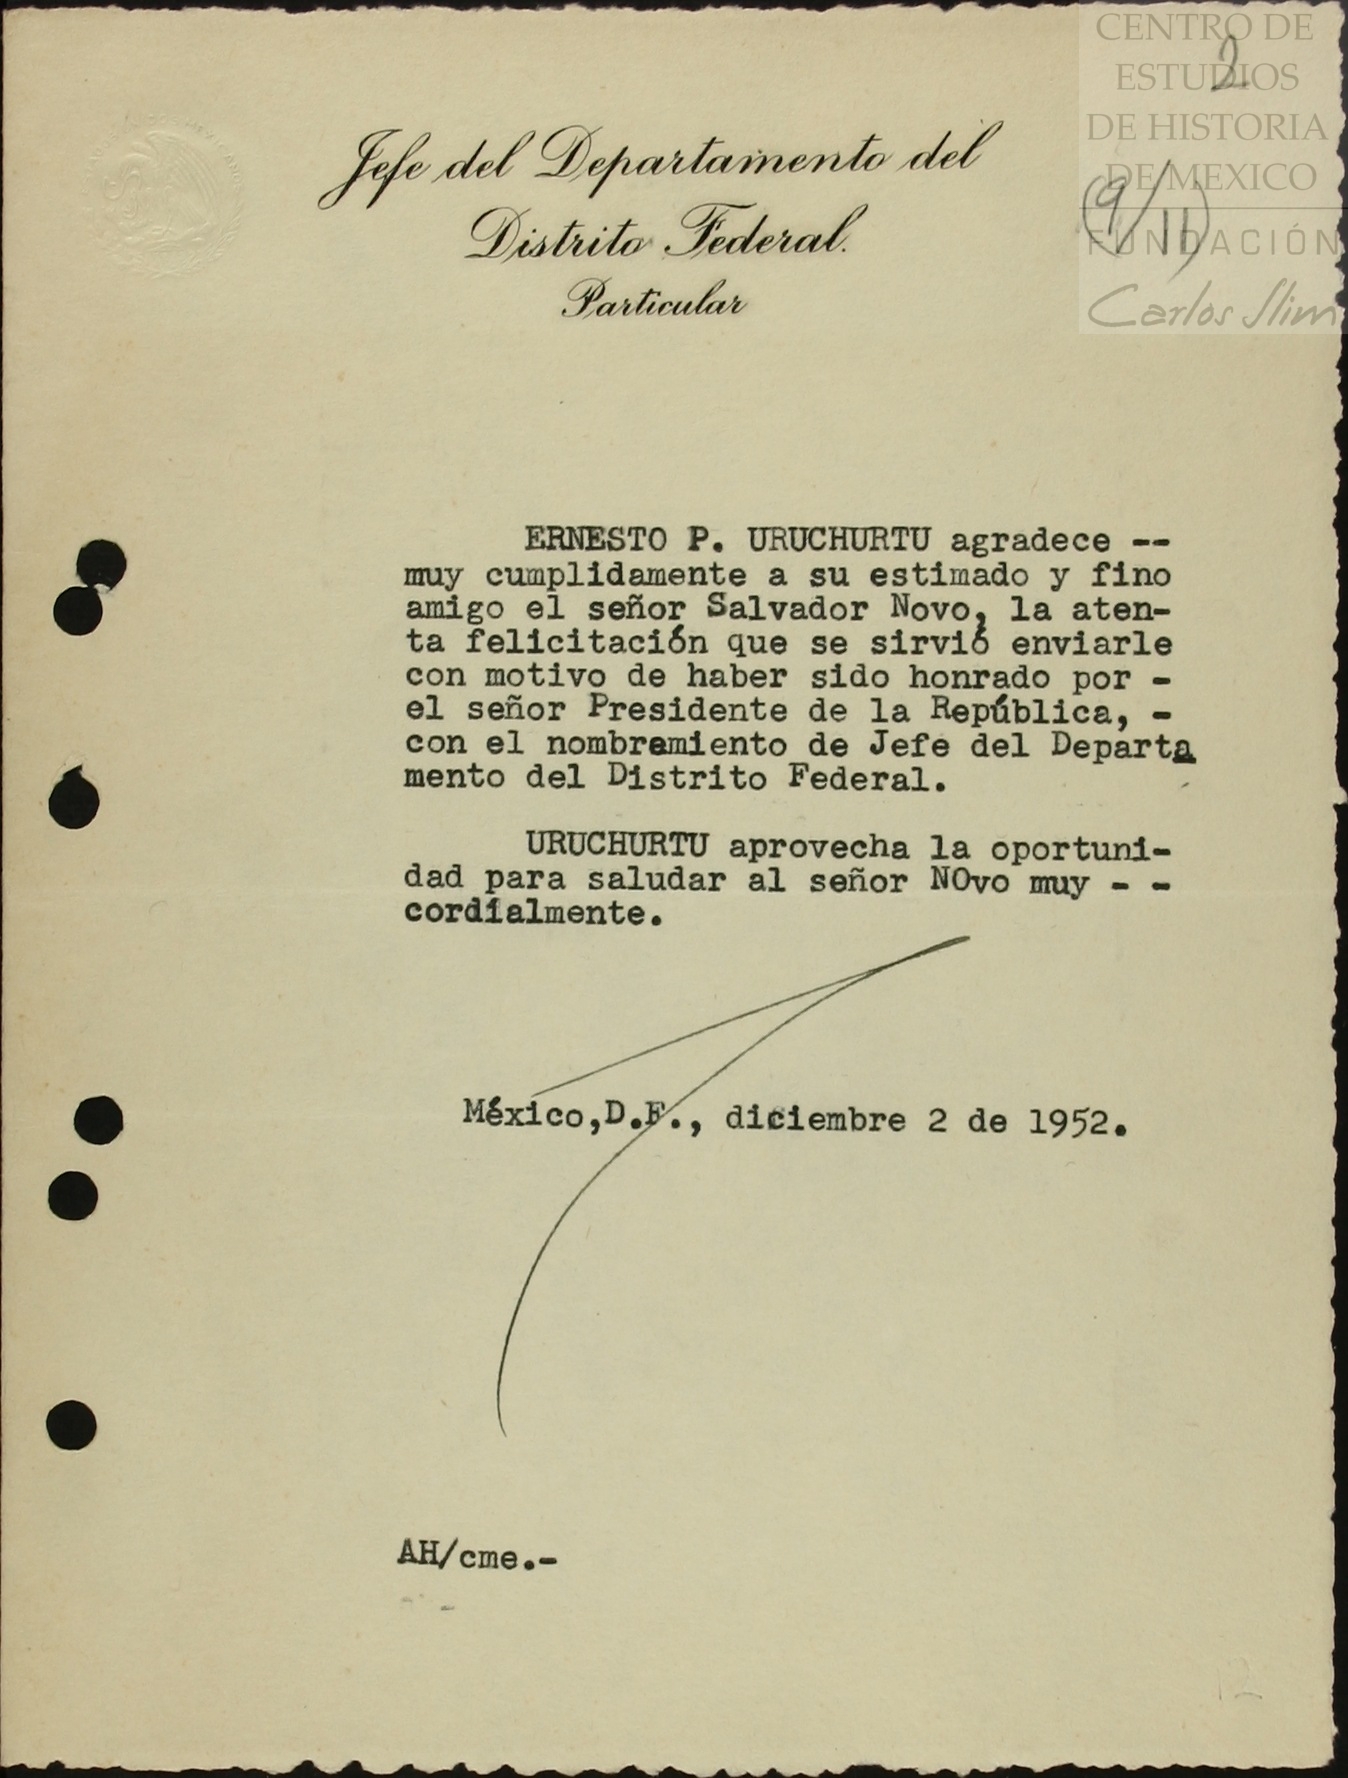 CENTRO DE
ESTUDIOS
DE HISTORIA
DE MEXICO
FUNDACIÓN
Carlos Slim
2
(9/11)
Jefe del Departamento del
Distrito Federal.
Particular
ERNESTO P. URUCHURTU agradece --
muy cumplidamente a su estimado y fino
amigo el señor Salvador Novo, la aten-
ta felicitación que se sirvió enviarle
con motivo de haber sido honrado por -
el señor Presidente de la República, -
con el nombramiento de Jefe del Departa
mento del Distrito Federal.
URUCHURTU aprovecha la oportuni-
dad para saludar al señor NOvo muy - -
cordialmente.
México,D.F., diciembre 2 de 1952.
AH/cme.-